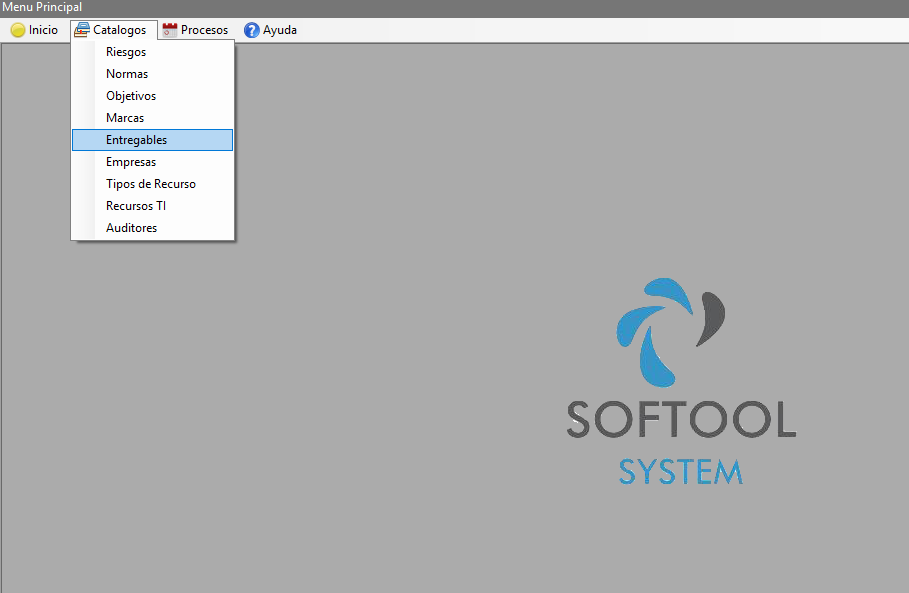 Menu Principal
Inicio Catalogos Procesos Ayuda
Riesgos
Normas
Objetivos
Marcas
Entregables
Empresas
Tipos de Recurso
Recursos TI
Auditores
SOFTOOL
SYSTEM